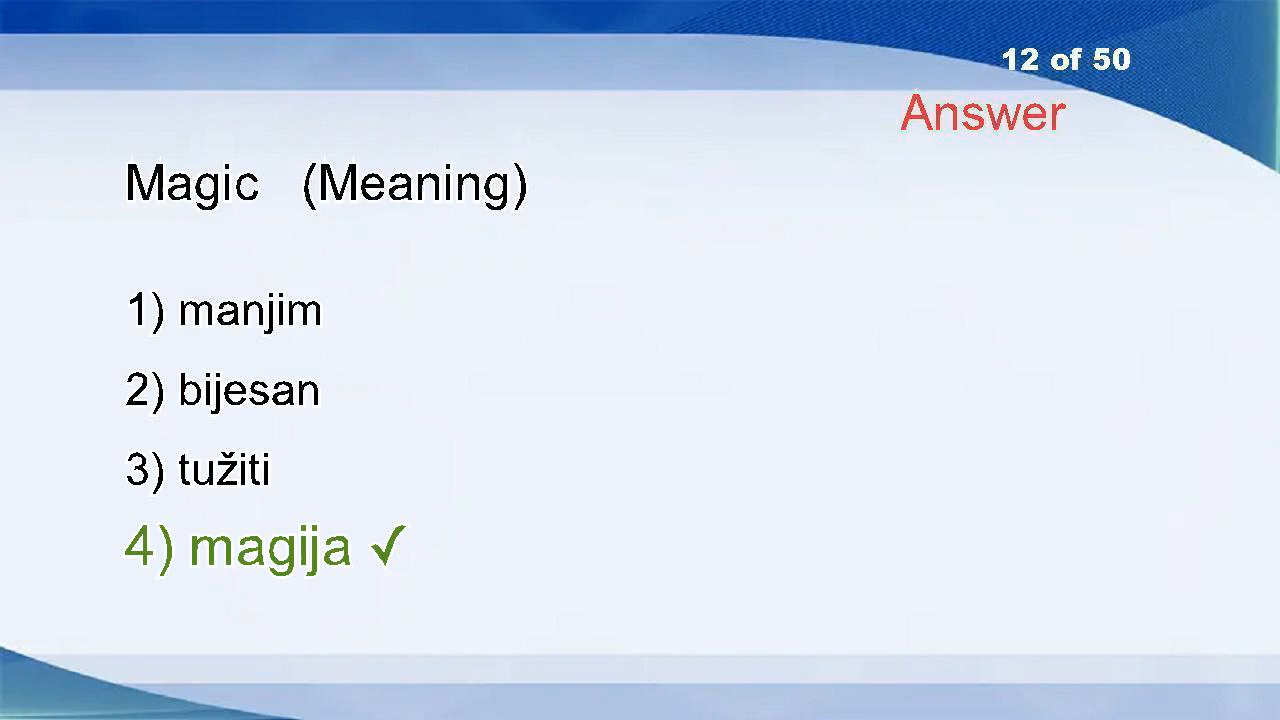 12 of 50
Answer
Magic (Meaning)
1) manjim
2) bijesan
3) tužiti
4) magija ✓